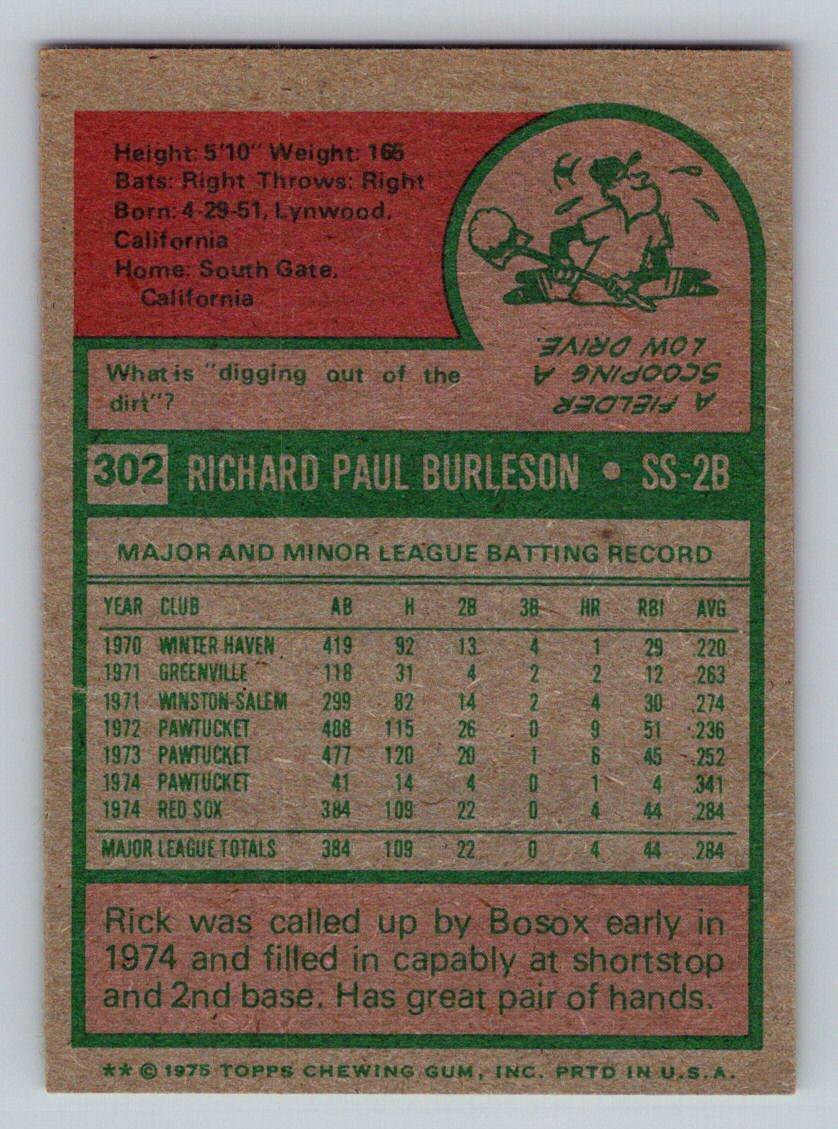 Height: 5'10" Weight: 165
Bats: Right Throws: Right
Born: 4-29-51, Lynwood,
California
Home: South Gate,
California
What is "digging out of the
dirt"?
A FIELDER
SCOOPING A
LOW DRIVE.
302 RICHARD PAUL BURLESON • SS-2B
MAJOR AND MINOR LEAGUE BATTING RECORD
YEAR CLUB AB H 2B 3B HR RBI AVG
1970 WINTER HAVEN 419 92 13 4 1 29 .220
1971 GREENVILLE 118 31 4 2 2 12 .263
1971 WINSTON-SALEM 299 82 14 2 4 30 .274
1972 PAWTUCKET 488 115 26 0 9 51 .236
1973 PAWTUCKET 477 120 20 1 6 45 .252
1974 PAWTUCKET 41 14 4 0 1 4 .341
1974 RED SOX 384 109 22 0 4 44 .284
MAJOR LEAGUE TOTALS 384 109 22 0 4 44 .284
Rick was called up by Bosox early in
1974 and filled in capably at shortstop
and 2nd base. Has great pair of hands.
** © 1975 TOPPS CHEWING GUM, INC. PRTD IN U.S.A.